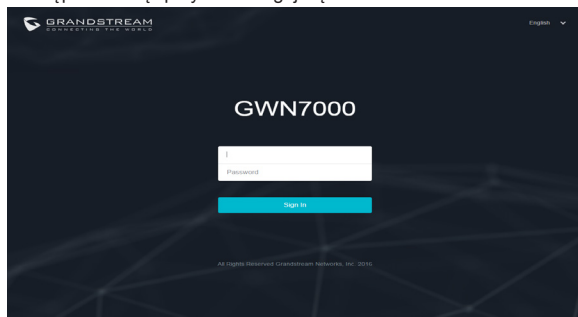 GRANDSTREAM
CONNECTING THE WORLD
English
GWN7000
Password
Sign In
All Rights Reserved Grandstream Networks, Inc. 2016